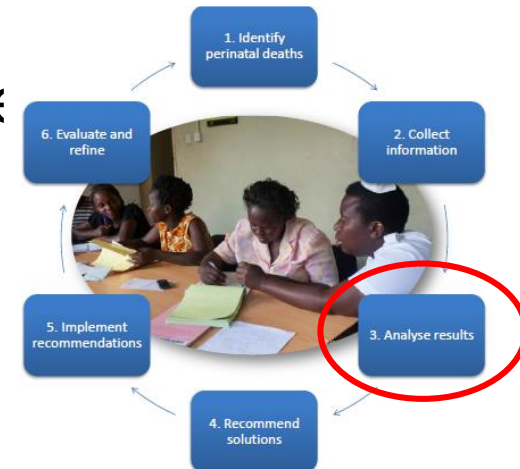 1. Identify
perinatal deaths
2. Collect
information
3. Analyse results
4. Recommend
solutions
5. Implement
recommendations
6. Evaluate and
refine